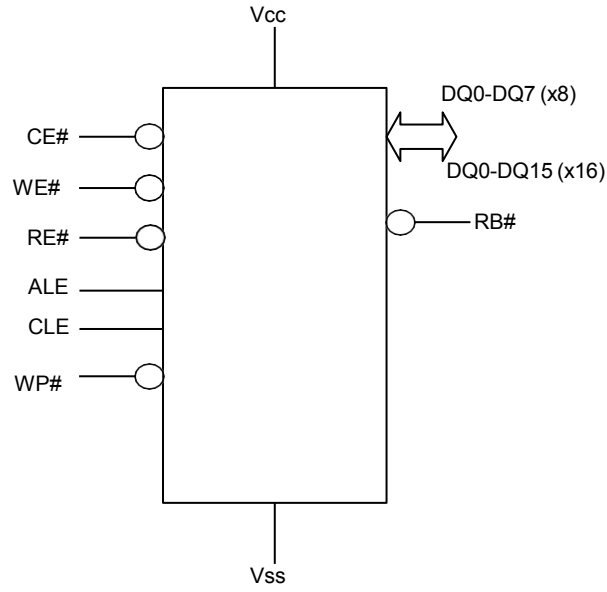 Vcc
DQ0-DQ7 (x8)
CE#
DQ0-DQ15 (x16)
WE#
RB#
RE#
ALE
CLE
WP#
Vss